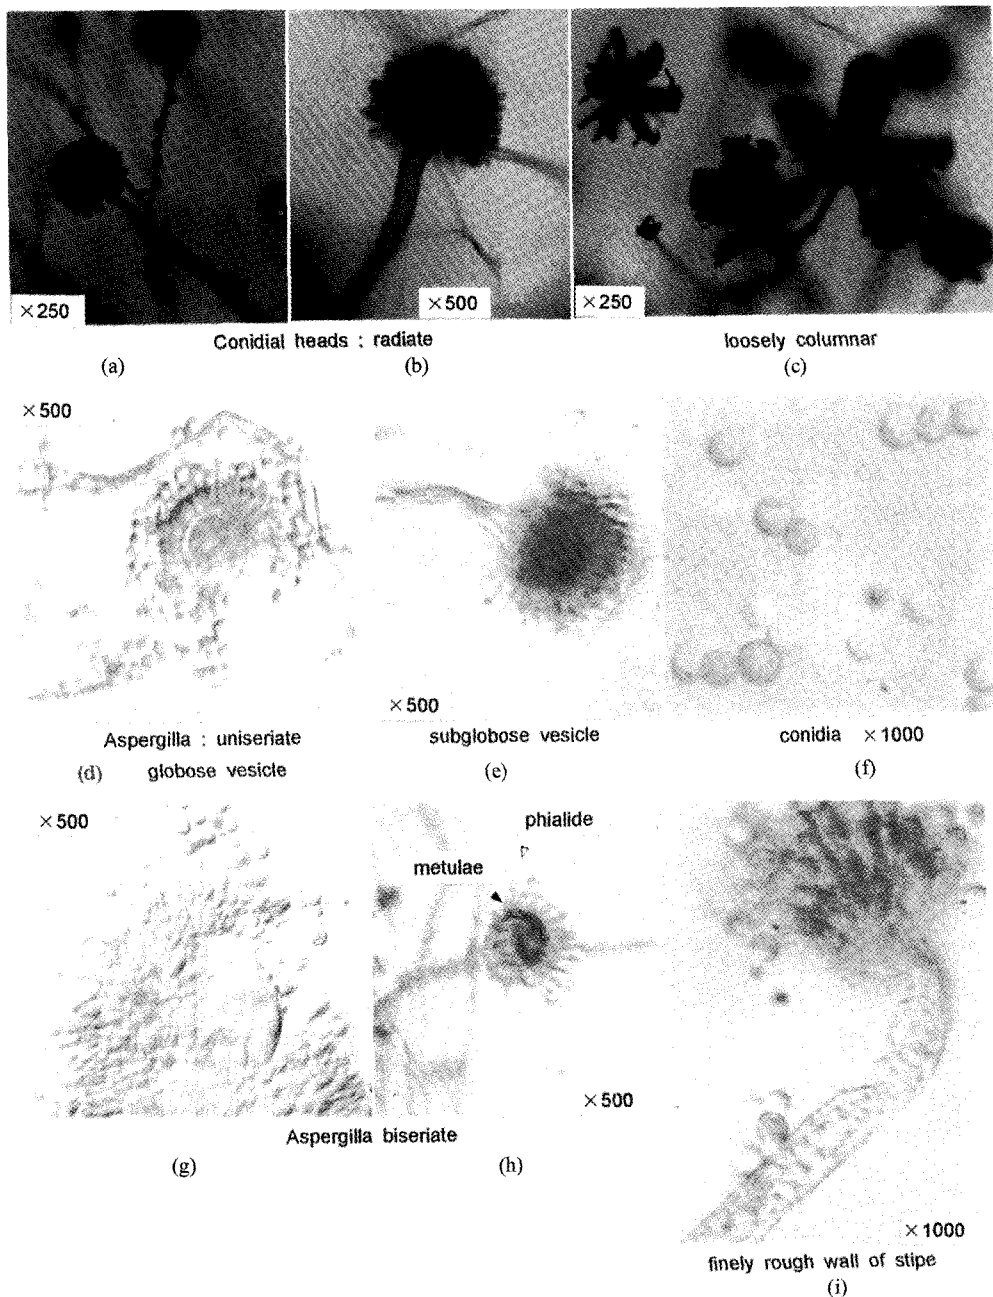 ×250
×500
×250
Conidial heads : radiate
loosely columnar
(a)
(b)
(c)
×500
×500
Aspergilla : uniseriate
globose vesicle
subglobose vesicle
conidia ×1000
(d)
(e)
(f)
×500
phialide
metulae
×500
Aspergilla biseriate
(g)
(h)
×1000
finely rough wall of stipe
(i)